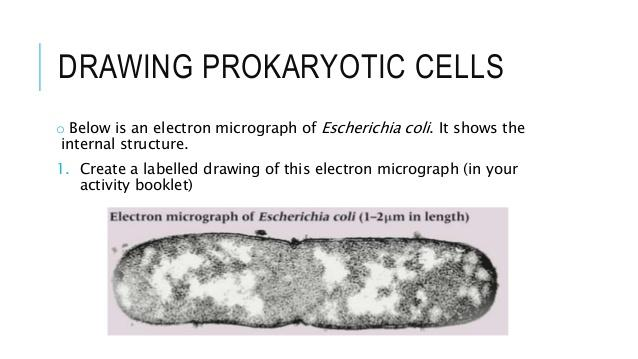 DRAWING PROKARYOTIC CELLS
o Below is an electron micrograph of Escherichia coli. It shows the
internal structure.
1. Create a labelled drawing of this electron micrograph (in your
activity booklet)
Electron micrograph of Escherichia coli (1–2μm in length)